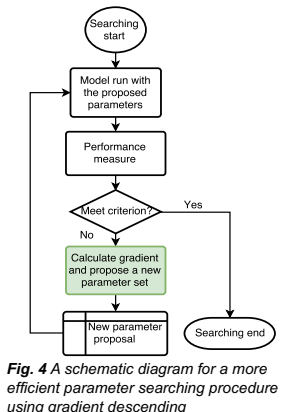 Searching
start
Model run with
the proposed
parameters
Performance
measure
Meet criterion?
Yes
No
Calculate gradient
and propose a new
parameter set
New parameter
proposal
Searching end
Fig. 4 A schematic diagram for a more
efficient parameter searching procedure
using gradient descending